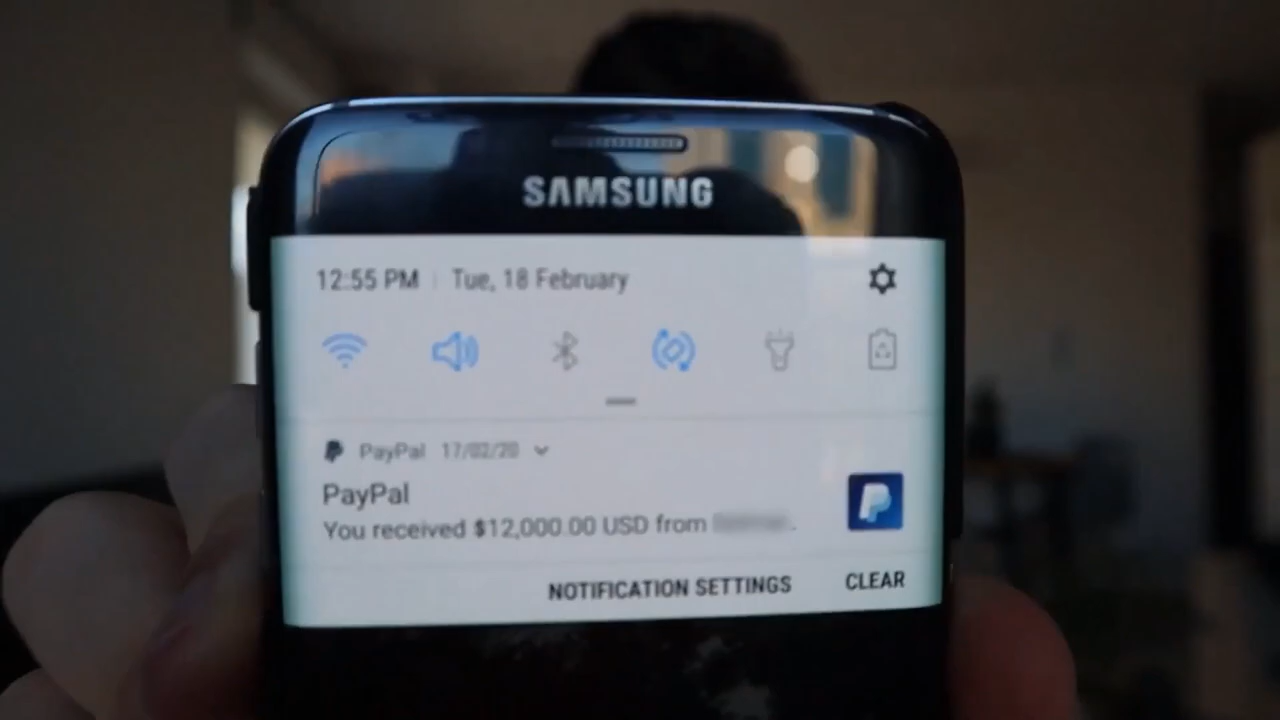 SAMSUNG
12:55 PM | Tue, 18 February
PayPal 17/02/20
PayPal
You received $12,000.00 USD from .
NOTIFICATION SETTINGS CLEAR